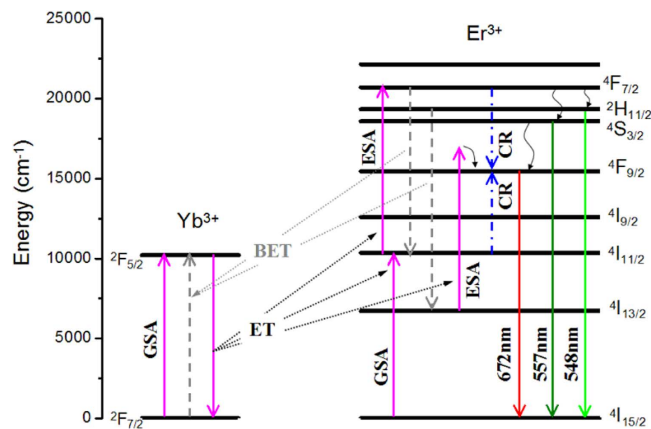 Er³⁺
25000
⁴F₇/₂
20000
²H₁₁/₂
⁴S₃/₂
ESA
CR
15000
⁴F₉/₂
Yb³⁺
CR
⁴I₉/₂
Energy (cm⁻¹)
BET
10000
²F₅/₂
⁴I₁₁/₂
ET
ESA
⁴I₁₃/₂
5000
GSA
GSA
672nm
557nm
548nm
0
²F₇/₂
⁴I₁₅/₂